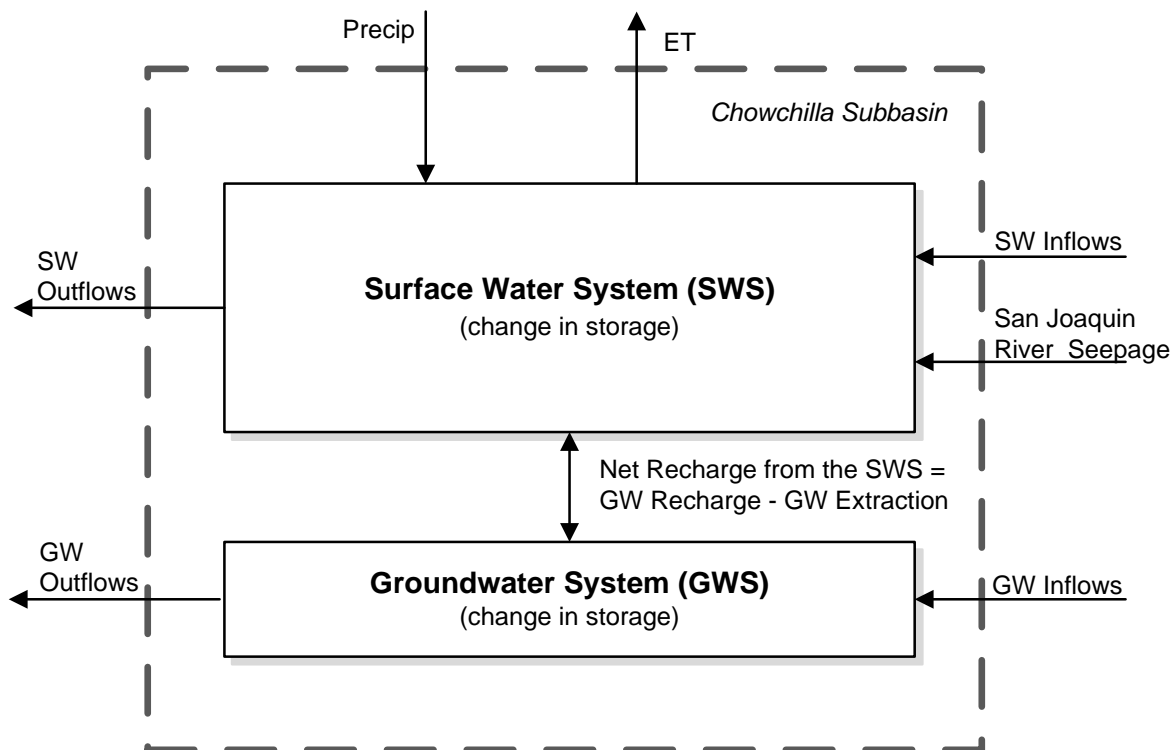 Precip
ET
Chowchilla Subbasin
SW
Outflows
Surface Water System (SWS)
(change in storage)
SW Inflows
San Joaquin
River Seepage
Net Recharge from the SWS =
GW Recharge - GW Extraction
GW
Outflows
Groundwater System (GWS)
(change in storage)
GW Inflows